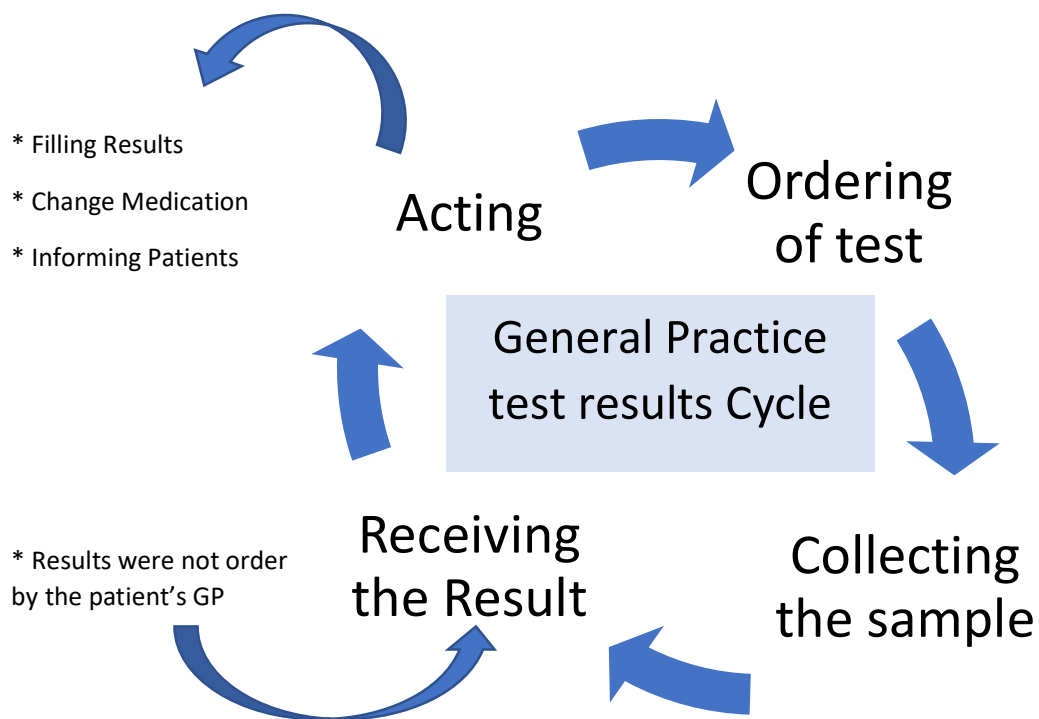 * Filling Results
* Change Medication
* Informing Patients
Acting
Ordering
of test
General Practice
test results Cycle
* Results were not order
by the patient’s GP
Receiving
the Result
Collecting
the sample